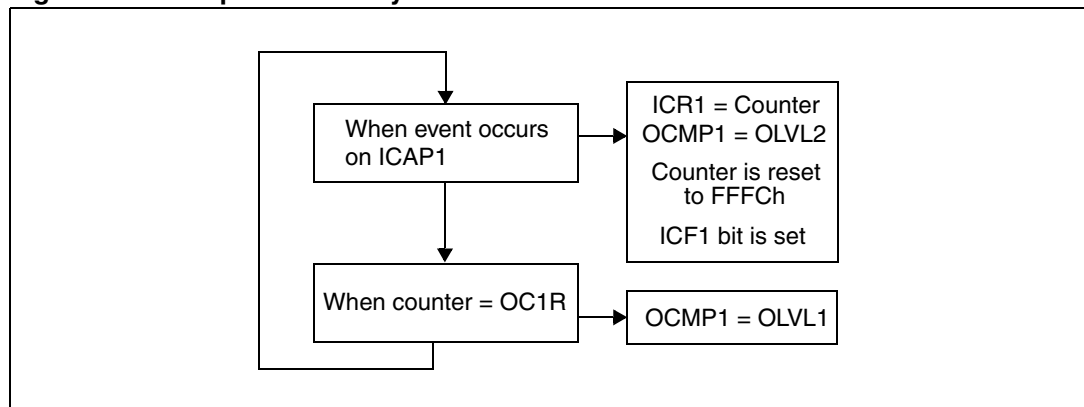 When event occurs
on ICAP1
ICR1 = Counter
OCMP1 = OLVL2
Counter is reset
to FFFCh
ICF1 bit is set
When counter = OC1R
OCMP1 = OLVL1